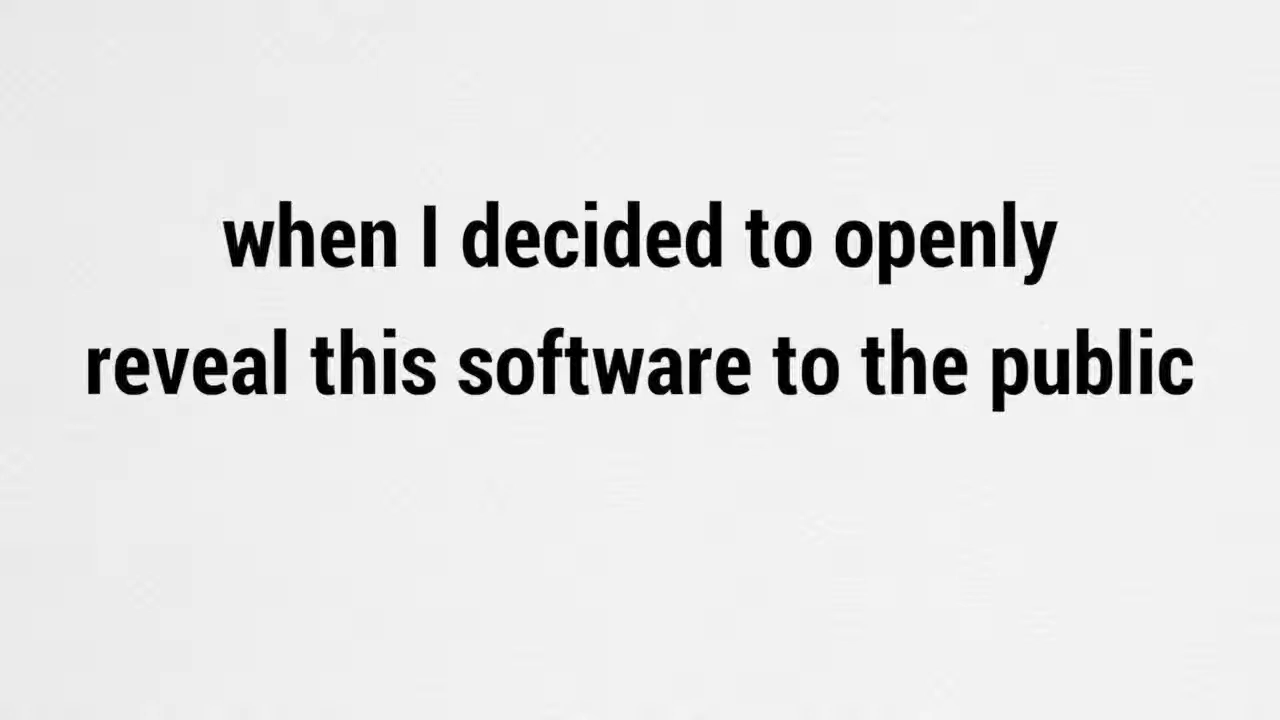 when I decided to openly
reveal this software to the public